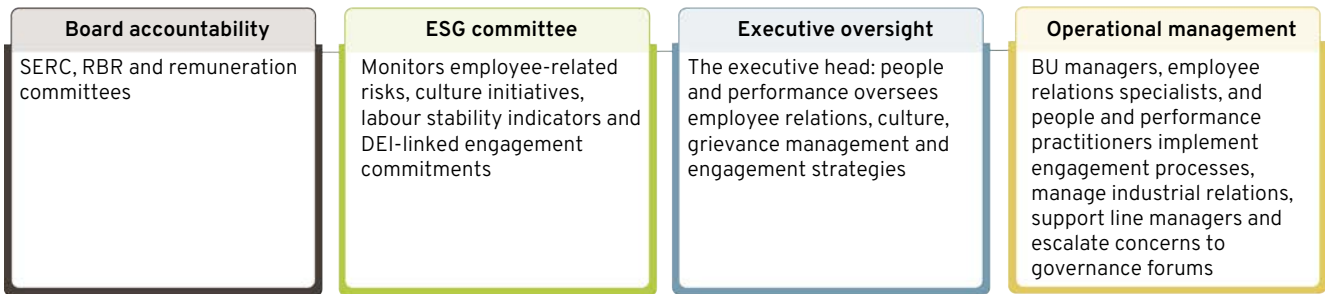 Board accountability
SERC, RBR and remuneration
committees
ESG committee
Monitors employee-related
risks, culture initiatives,
labour stability indicators and
DEI-linked engagement
commitments
Executive oversight
The executive head: people
and performance oversees
employee relations, culture,
grievance management and
engagement strategies
Operational management
BU managers, employee
relations specialists, and
people and performance
practitioners implement
engagement processes,
manage industrial relations,
support line managers and
escalate concerns to
governance forums